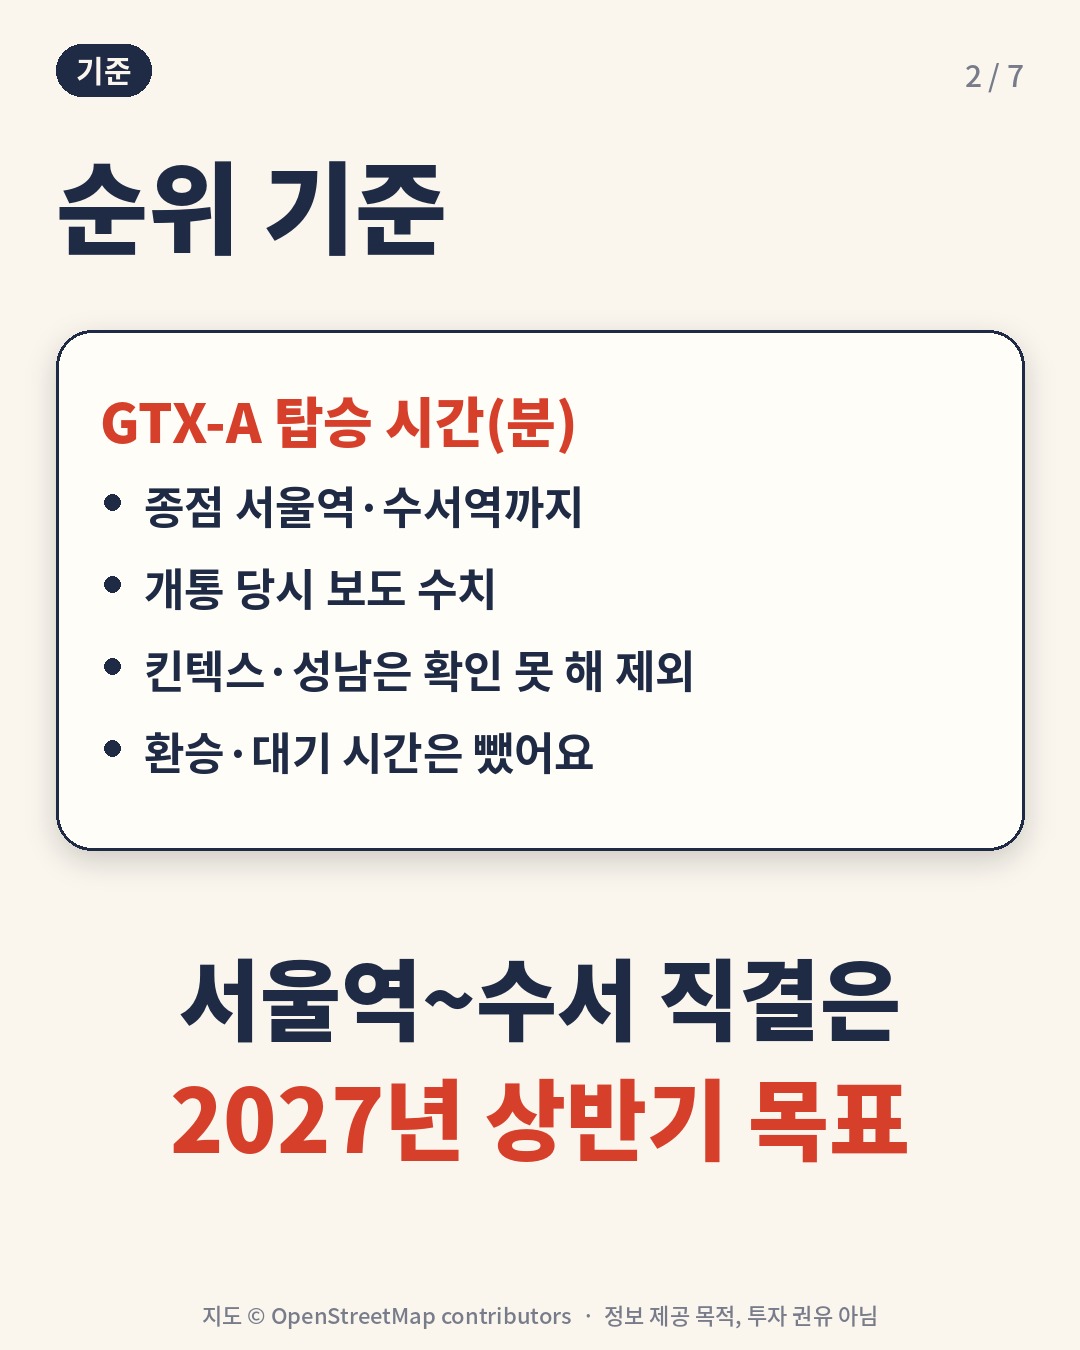 기준
2 / 7
순위 기준
GTX-A 탑승 시간(분)
• 종점 서울역·수서역까지
• 개통 당시 보도 수치
• 킨텍스·성남은 확인 못 해 제외
• 환승·대기 시간은 뺐어요
서울역~수서 직결은
2027년 상반기 목표
지도 © OpenStreetMap contributors · 정보 제공 목적, 투자 권유 아님